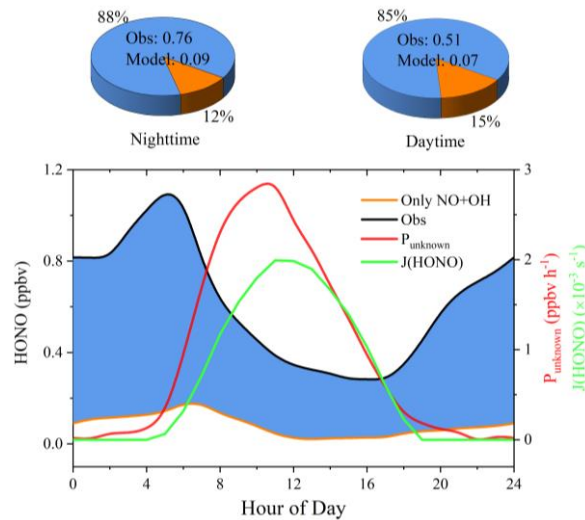 88%
Obs: 0.76
Model: 0.09
12%
Nighttime
85%
Obs: 0.51
Model: 0.07
15%
Daytime
1.2
0.8
0.4
0.0
HONO (ppbv)
Only NO+OH
Obs
P_unknown
J(HONO)
3
2
1
0
P_unknown (ppbv h⁻¹)
J(HONO) (×10⁻³ s⁻¹)
0 4 8 12 16 20 24
Hour of Day